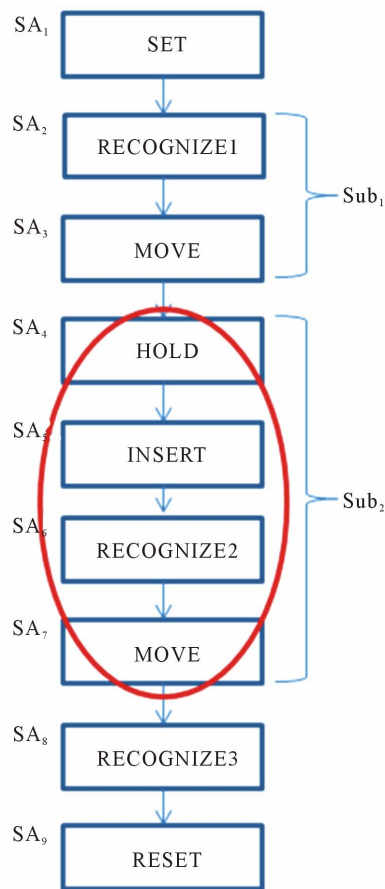 SA₁
SET
SA₂
RECOGNIZE1
Sub₁
SA₃
MOVE
SA₄
HOLD
SA₅
INSERT
Sub₂
SA₆
RECOGNIZE2
SA₇
MOVE
SA₈
RECOGNIZE3
SA₉
RESET